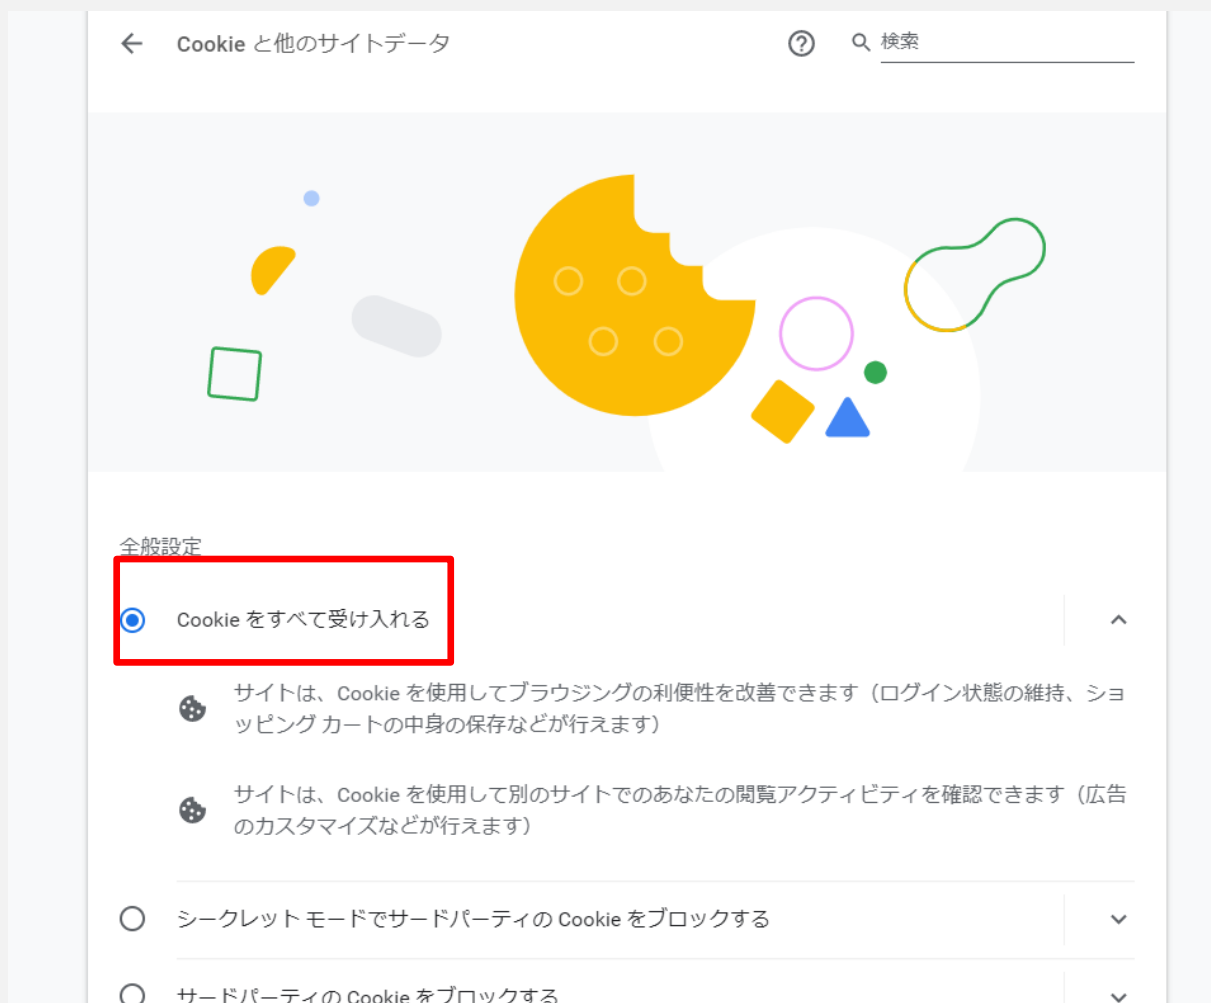 Cookie と他のサイトデータ
検索
全般設定
Cookie をすべて受け入れる
サイトは、Cookie を使用してブラウジングの利便性を改善できます（ログイン状態の維持、ショ
ッピング カートの中身の保存などが行えます）
サイトは、Cookie を使用して別のサイトでのあなたの閲覧アクティビティを確認できます（広告
のカスタマイズなどが行えます）
シークレット モードでサードパーティの Cookie をブロックする
サードパーティの Cookie をブロックする